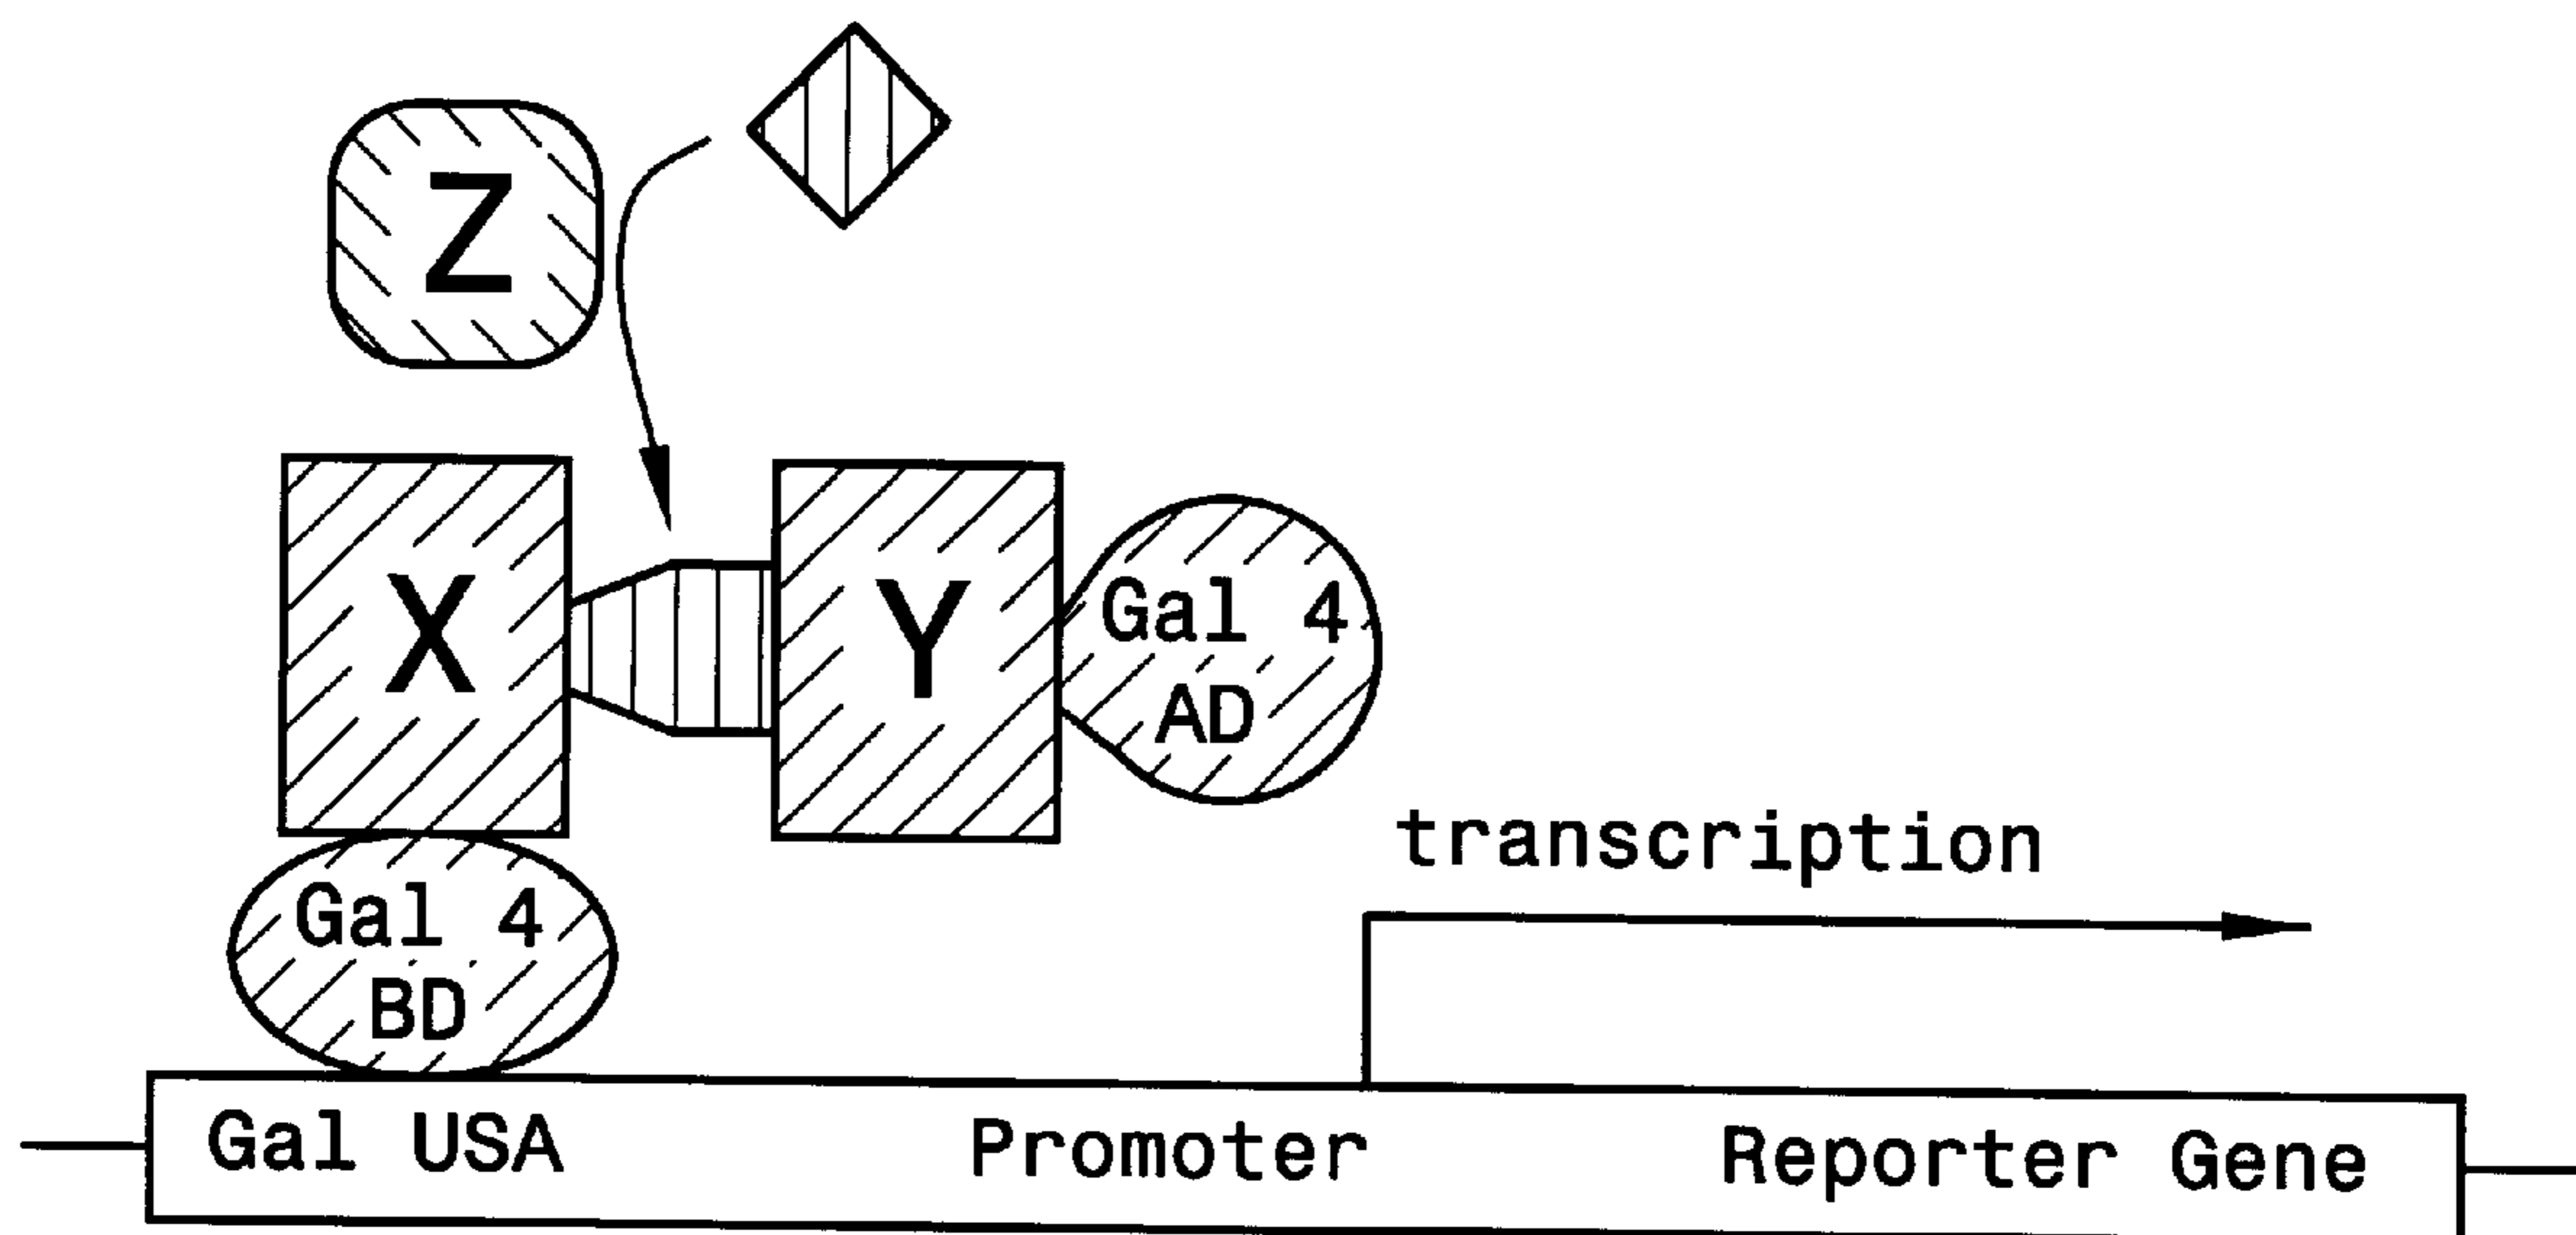 Z
X
Y
Gal 4
AD
Gal 4
BD
transcription
Gal USA
Promoter
Reporter Gene